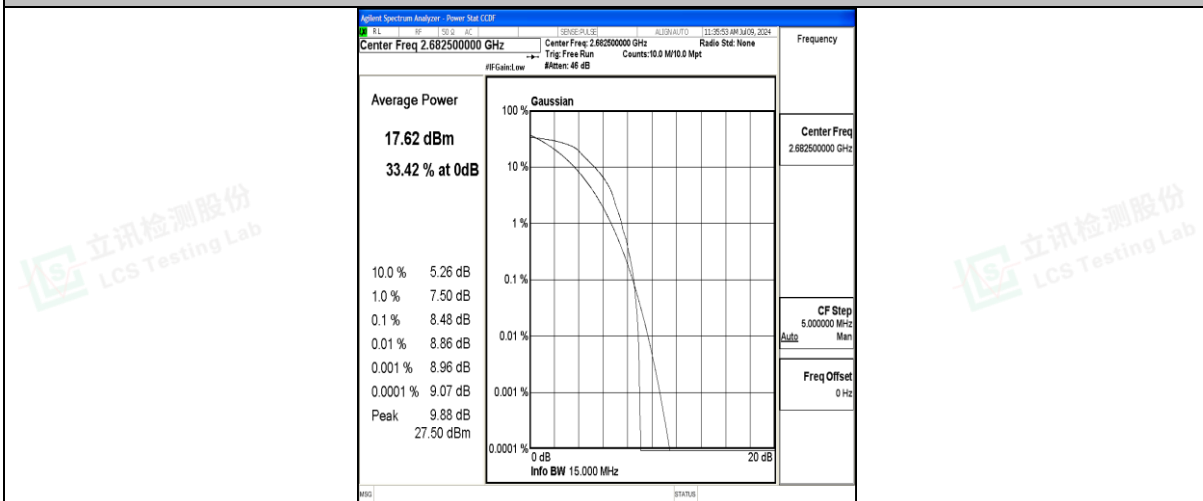 Agilent Spectrum Analyzer - Power Stat CCDF
RL RF 50 Ω AC SENSE:PULSE ALIGN AUTO 11:35:53 AM Jul 09, 2024
Center Freq 2.682500000 GHz
Center Freq: 2.682500000 GHz Radio Std: None
Trig: Free Run Counts:10.0 M/10.0 Mpt
#IFGain:Low #Atten: 46 dB
Frequency
Average Power
17.62 dBm
33.42 % at 0dB
10.0 % 5.26 dB
1.0 % 7.50 dB
0.1 % 8.48 dB
0.01 % 8.86 dB
0.001 % 8.96 dB
0.0001 % 9.07 dB
Peak 9.88 dB
27.50 dBm
Gaussian
100 %
10 %
1 %
0.1 %
0.01 %
0.001 %
0.0001 %
0 dB 20 dB
Info BW 15.000 MHz
Center Freq
2.682500000 GHz
CF Step
5.000000 MHz
Auto Man
Freq Offset
0 Hz
MSG STATUS
立讯检测股份
LCS Testing Lab
立讯检测股份
LCS Testing Lab